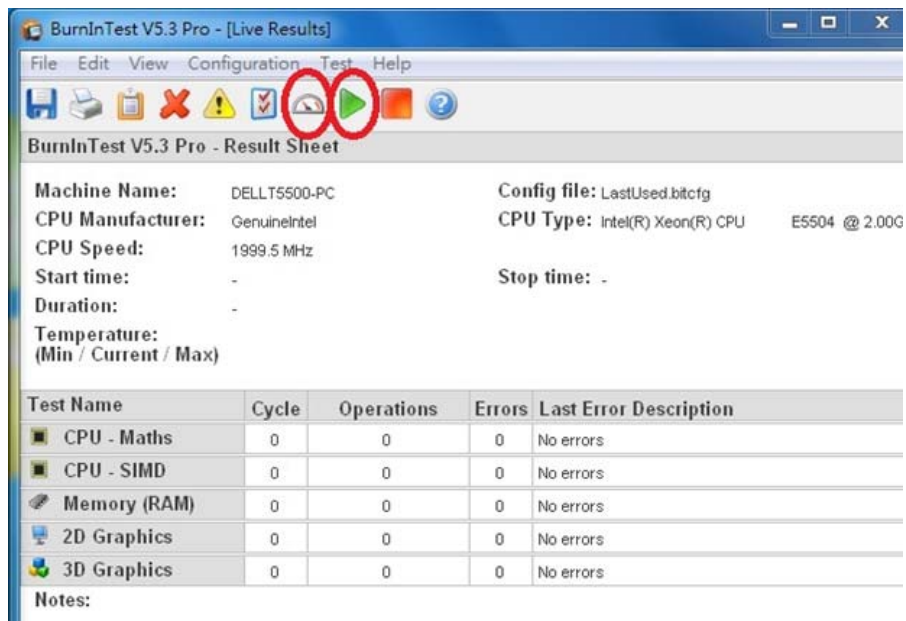 BurnInTest V5.3 Pro - [Live Results]
File Edit View Configuration Test Help
BurnInTest V5.3 Pro - Result Sheet
Machine Name: DELLT5500-PC Config file: LastUsed.bitcfg
CPU Manufacturer: GenuineIntel CPU Type: Intel(R) Xeon(R) CPU E5504 @ 2.00G
CPU Speed: 1999.5 MHz
Start time: - Stop time: -
Duration: -
Temperature:
(Min / Current / Max)
Test Name Cycle Operations Errors Last Error Description
CPU - Maths 0 0 0 No errors
CPU - SIMD 0 0 0 No errors
Memory (RAM) 0 0 0 No errors
2D Graphics 0 0 0 No errors
3D Graphics 0 0 0 No errors
Notes: